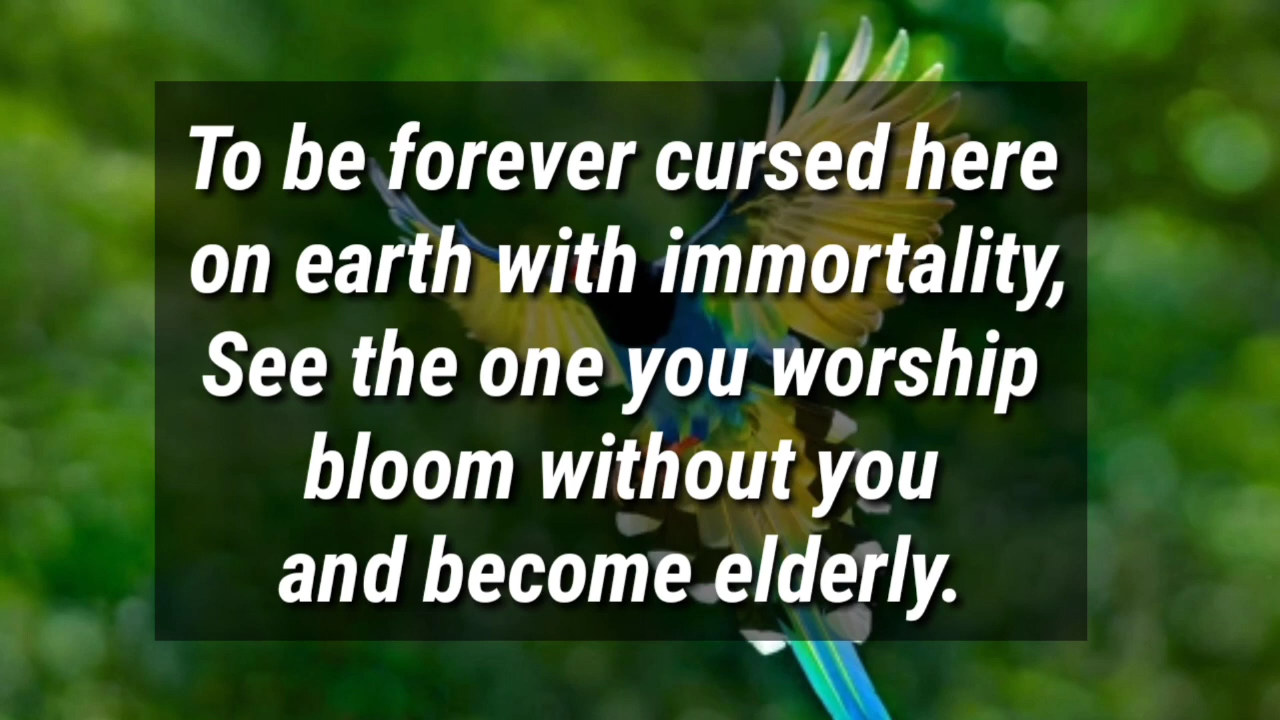 To be forever cursed here
on earth with immortality,
See the one you worship
bloom without you
and become elderly.